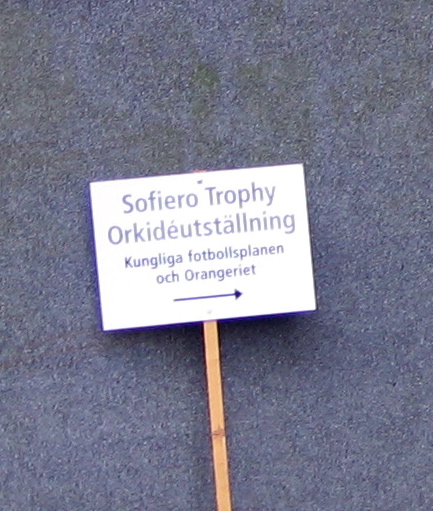 Sofiero Trophy
Orkidéutställning
Kungliga fotbollsplanen
och Orangeriet